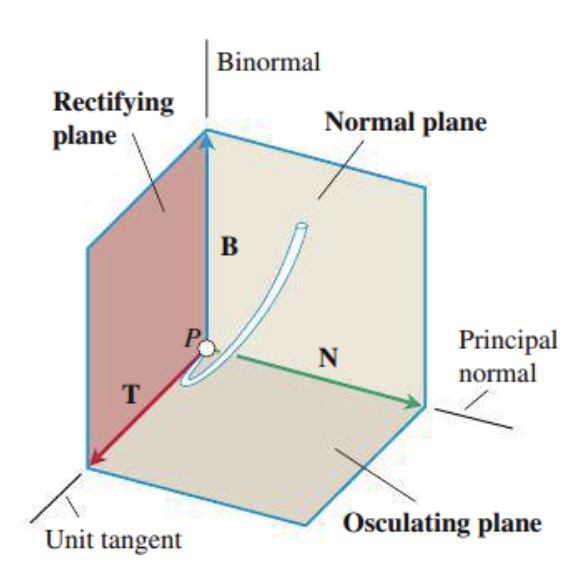 Binormal
Rectifying
plane
Normal plane
B
P
N
Principal
normal
T
Osculating plane
Unit tangent